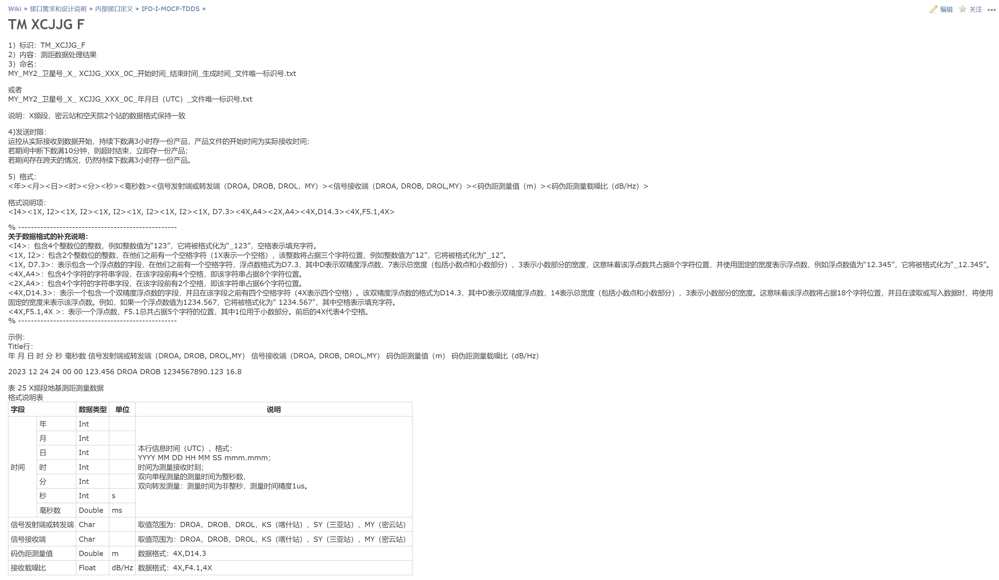 Wiki » 接口需求和设计说明 » 内部接口定义 » IFO-I-MOCP-TDDS »
编辑 关注 •••
TM XCJJG F
1）标识：TM_XCJJG_F
2）内容：测距数据处理结果
3）命名：
MY_MY2_卫星号_X_ XCJJG_XXX_0C_开始时间_结束时间_生成时间_文件唯一标识号.txt
或者
MY_MY2_卫星号_X_ XCJJG_XXX_0C_年月日（UTC）_文件唯一标识号.txt
说明：X频段，密云站和空天院2个站的数据格式保持一致
4)发送时限：
运控从实际接收到数据开始，持续下数满3小时存一份产品，产品文件的开始时间为实际接收时间；
若期间中断下数满10分钟，则超时结束，立即存一份产品；
若期间存在跨天的情况，仍然持续下数满3小时存一份产品。
5）格式：
<年><月><日><时><分><秒><毫秒数><信号发射端或转发端（DROA, DROB, DROL，MY）><信号接收端（DROA, DROB, DROL,MY）><码伪距测量值（m）><码伪距测量载噪比（dB/Hz）>
格式说明项：
<I4><1X, I2><1X, I2><1X, I2><1X, I2><1X, I2><1X, D7.3><4X,A4><2X,A4><4X,D14.3><4X,F5.1,4X>
% --------------------------------------------------
关于数据格式的补充说明：
<I4>：包含4个整数位的整数，例如整数值为“123”，它将被格式化为“_123”，空格表示填充字符。
<1X, I2>：包含2个整数位的整数，在他们之前有一个空格字符（1X表示一个空格），该整数将占据三个字符位置，例如整数值为“12”，它将被格式化为“_12”。
<1X, D7.3>：表示包含一个浮点数的字段，在他们之前有一个空格字符，浮点数格式为D7.3，其中D表示双精度浮点数，7表示总宽度（包括小数点和小数部分），3表示小数部分的宽度，这意味着该浮点数共占据8个字符位置，并使用固定的宽度表示浮点数，例如浮点数值为“12.345”，它将被格式化为“_12.345”。
<4X,A4>：包含4个字符的字符串字段，在该字段前有4个空格，即该字符串占据8个字符位置。
<2X,A4>：包含4个字符的字符串字段，在该字段前有2个空格，即该字符串占据6个字符位置。
<4X,D14.3>：表示一个包含一个双精度浮点数的字段，并且在该字段之前有四个空格字符（4X表示四个空格）。该双精度浮点数的格式为D14.3，其中D表示双精度浮点数，14表示总宽度（包括小数点和小数部分），3表示小数部分的宽度。这意味着该浮点数将占据18个字符位置，并且在读取或写入数据时，将使用
固定的宽度来表示该浮点数。例如，如果一个浮点数值为1234.567，它将被格式化为" 1234.567"，其中空格表示填充字符。
<4X,F5.1,4X >：表示一个浮点数，F5.1总共占据5个字符的位置，其中1位用于小数部分。前后的4X代表4个空格。
% --------------------------------------------------
示例：
Title行：
年 月 日 时 分 秒 毫秒数 信号发射端或转发端（DROA, DROB, DROL,MY） 信号接收端（DROA, DROB, DROL,MY） 码伪距测量值（m） 码伪距测量载噪比（dB/Hz）
2023 12 24 24 00 00 123.456 DROA DROB 1234567890.123 16.8
表 25 X频段地基测距测量数据
格式说明表
字段 数据类型 单位 说明
时间
年 Int
月 Int
日 Int
时 Int
分 Int
秒 Int s
毫秒数 Double ms
本行信息时间（UTC），格式：
YYYY MM DD HH MM SS mmm.mmm；
时间为测量接收时刻；
双向单程测量的测量时间为整秒数，
双向转发测量：测量时间为非整秒，测量时间精度1us。
信号发射端或转发端 Char 取值范围为：DROA，DROB，DROL，KS（喀什站），SY（三亚站），MY（密云站）
信号接收端 Char 取值范围为：DROA，DROB，DROL，KS（喀什站），SY（三亚站），MY（密云站）
码伪距测量值 Double m 数据格式：4X,D14.3
接收载噪比 Float dB/Hz 数据格式：4X,F4.1,4X